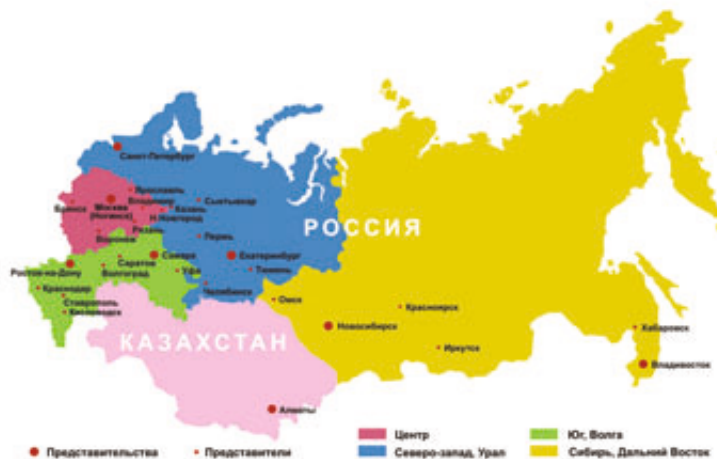 Санкт-Петербург
Ярославль
Владимир
Сыктывкар
Брянск
Москва
(Ногинск)
Казань
Н.Новгород
РОССИЯ
Рязань
Воронеж
Пермь
Самара
Екатеринбург
Ростов-на-Дону
Саратов
Волгоград
Уфа
Тюмень
Челябинск
Краснодар
Ставрополь
Кисловодск
Омск
Красноярск
Новосибирск
Хабаровск
КАЗАХСТАН
Иркутск
Владивосток
Алматы
Центр
Юг, Волга
Представительства
Представители
Северо-запад, Урал
Сибирь, Дальний Восток